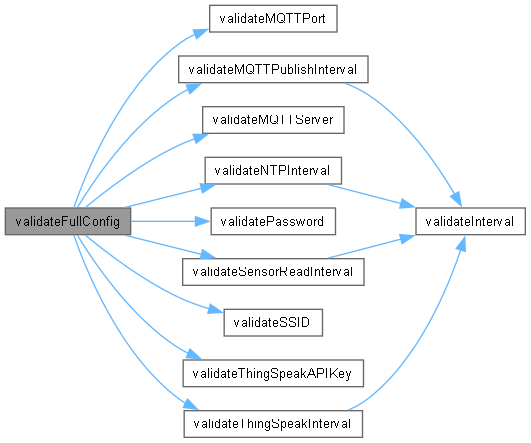 validateMQTTPort
validateMQTTPublishInterval
validateMQTTServer
validateNTPInterval
validateFullConfig
validatePassword
validateInterval
validateSensorReadInterval
validateSSID
validateThingSpeakAPIKey
validateThingSpeakInterval